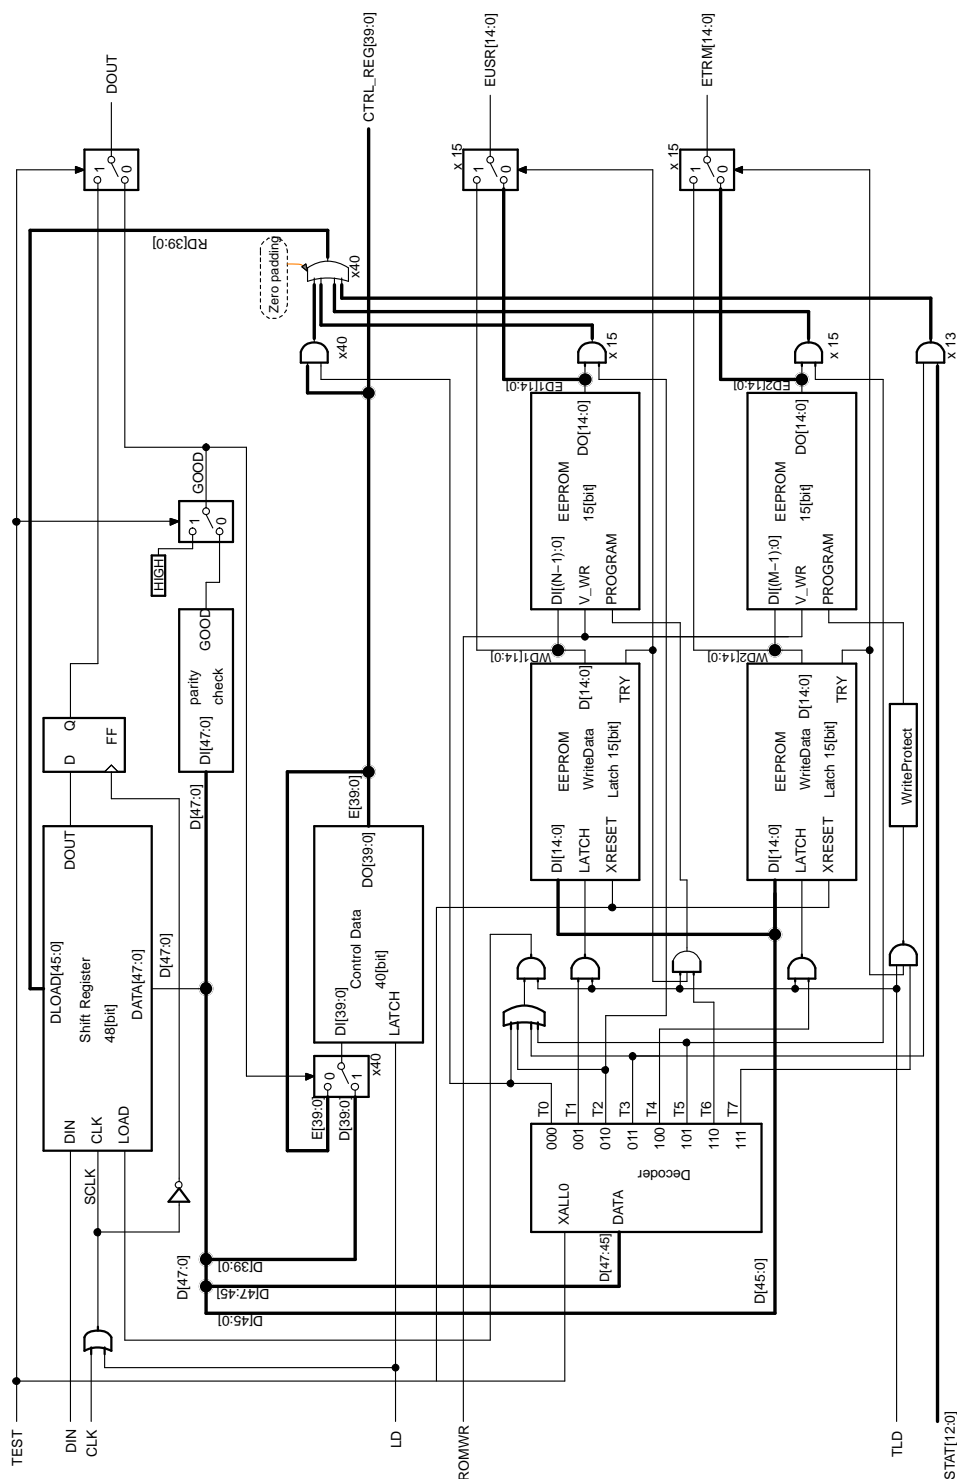 DOUT
CTRL_REG[39:0]
EUSR[14:0]
ETRM[14:0]
1
0
x 15
1
0
x 15
1
0
RD[39:0]
Zero padding
x40
x40
x 15
x 15
x 13
ED1[14:0]
ED2[14:0]
GOOD
1
0
HIGH
DO[14:0]
EEPROM
15[bit]
DI[(N−1):0]
V_WR
PROGRAM
DO[14:0]
EEPROM
15[bit]
DI[(M−1):0]
V_WR
PROGRAM
GOOD
parity
check
DI[47:0]
D[47:0]
Q
D
FF
WD1[14:0]
WD2[14:0]
D[14:0]
TRY
EEPROM
WriteData
Latch 15[bit]
DI[14:0]
LATCH
XRESET
D[14:0]
TRY
EEPROM
WriteData
Latch 15[bit]
DI[14:0]
LATCH
XRESET
WriteProtect
E[39:0]
DOUT
DLOAD[45:0]
Shift Register
48[bit]
DATA[47:0]
D[47:0]
DIN
CLK
LOAD
SCLK
DO[39:0]
Control Data
40[bit]
DI[39:0]
LATCH
0
1
x40
E[39:0]
D[39:0]
T0
T1
T2
T3
T4
T5
T6
T7
000
001
010
011
100
101
110
111
Decoder
XALL0
DATA
D[47:45]
D[47:0]
D[39:0]
D[47:45]
D[45:0]
D[45:0]
TEST
DIN
CLK
LD
ROMWR
TLD
STAT[12:0]